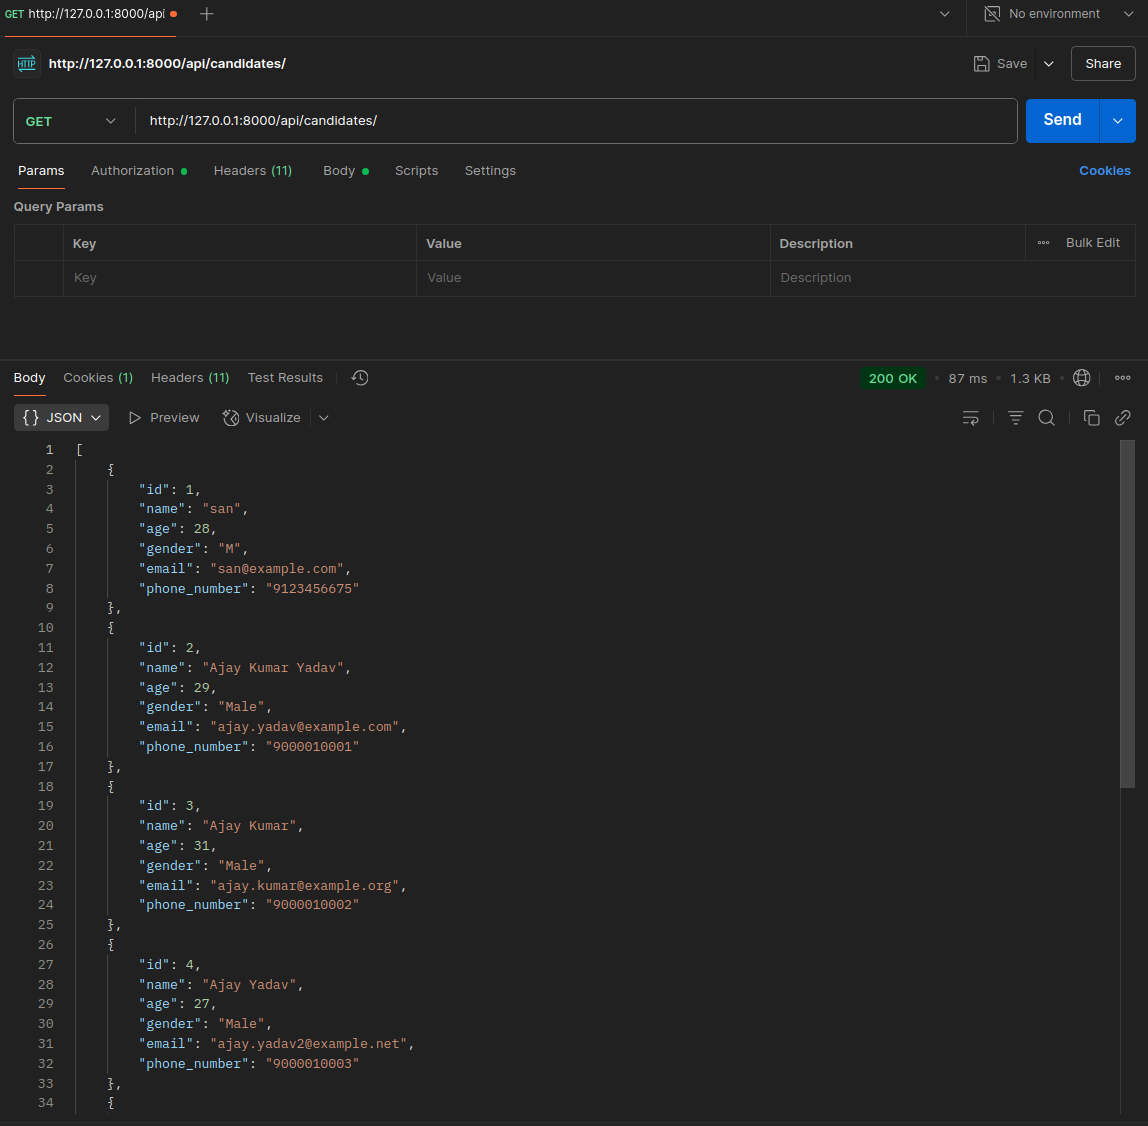 GET http://127.0.0.1:8000/api
No environment
HTTP http://127.0.0.1:8000/api/candidates/
Save
Share
GET http://127.0.0.1:8000/api/candidates/
Send
Params Authorization Headers (11) Body Scripts Settings Cookies
Query Params
Key Value Description Bulk Edit
Key Value Description
Body Cookies (1) Headers (11) Test Results 200 OK 87 ms 1.3 KB
{} JSON Preview Visualize
1 [
2 {
3 "id": 1,
4 "name": "san",
5 "age": 28,
6 "gender": "M",
7 "email": "san@example.com",
8 "phone_number": "9123456675"
9 },
10 {
11 "id": 2,
12 "name": "Ajay Kumar Yadav",
13 "age": 29,
14 "gender": "Male",
15 "email": "ajay.yadav@example.com",
16 "phone_number": "9000010001"
17 },
18 {
19 "id": 3,
20 "name": "Ajay Kumar",
21 "age": 31,
22 "gender": "Male",
23 "email": "ajay.kumar@example.org",
24 "phone_number": "9000010002"
25 },
26 {
27 "id": 4,
28 "name": "Ajay Yadav",
29 "age": 27,
30 "gender": "Male",
31 "email": "ajay.yadav2@example.net",
32 "phone_number": "9000010003"
33 },
34 {